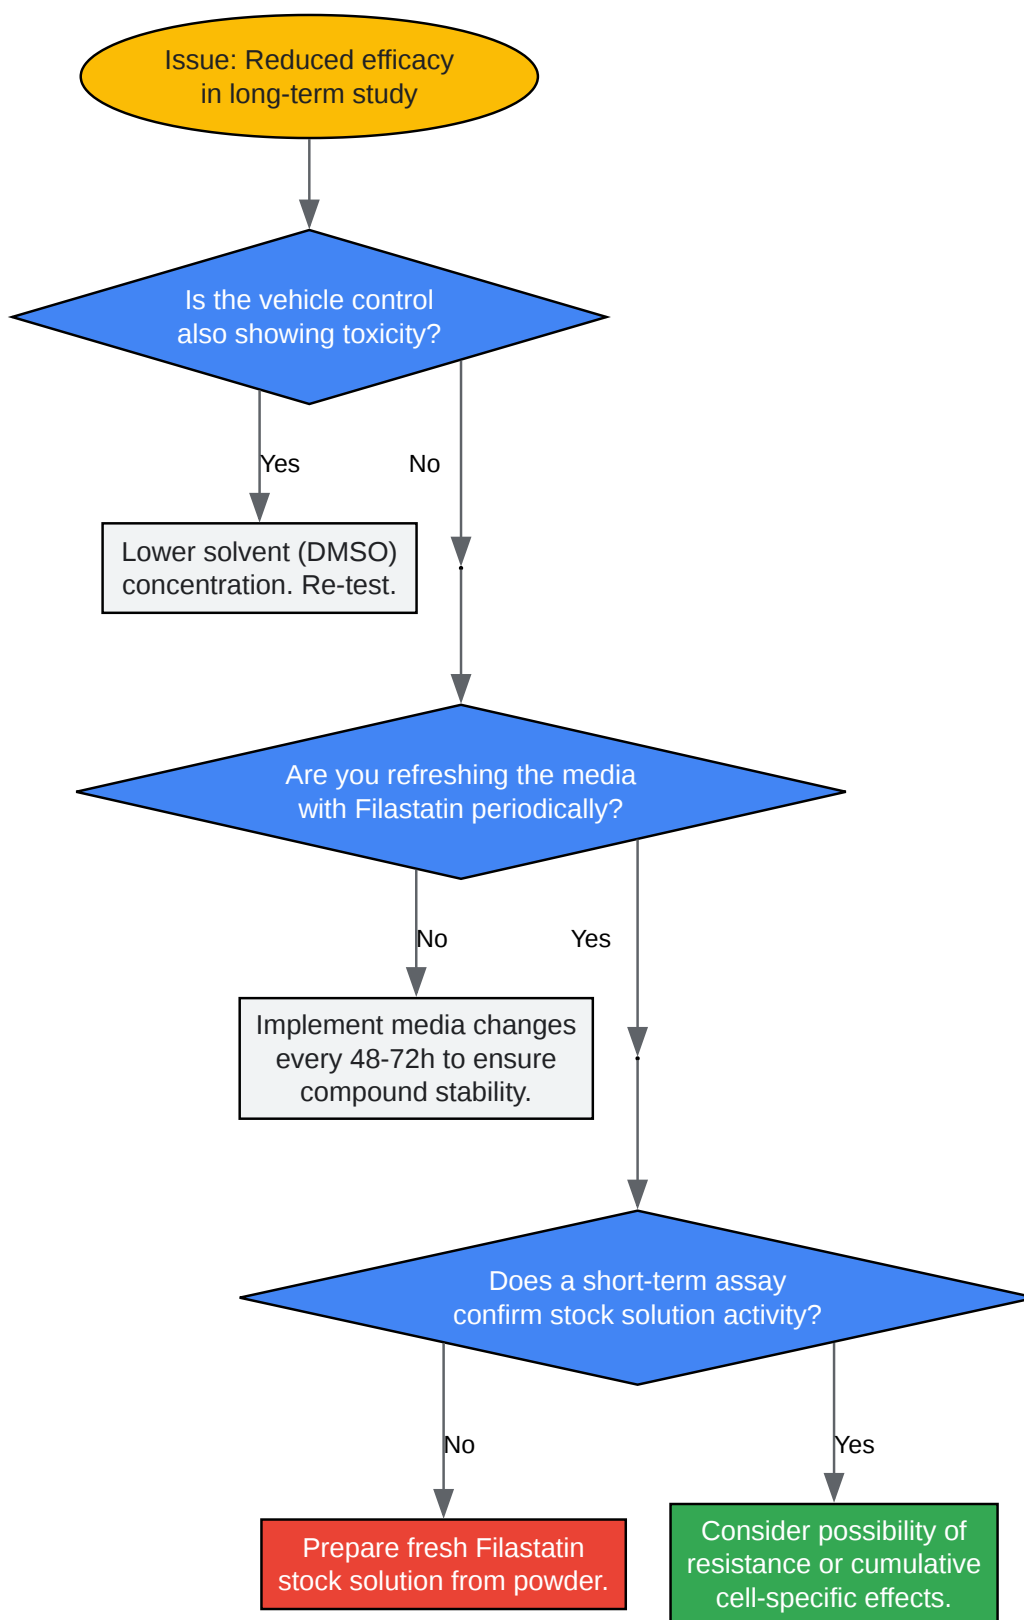 Issue: Reduced efficacy
in long-term study
Is the vehicle control
also showing toxicity?
Yes
No
Lower solvent (DMSO)
concentration. Re-test.
Are you refreshing the media
with Filastatin periodically?
No
Yes
Implement media changes
every 48-72h to ensure
compound stability.
Does a short-term assay
confirm stock solution activity?
No
Yes
Prepare fresh Filastatin
stock solution from powder.
Consider possibility of
resistance or cumulative
cell-specific effects.